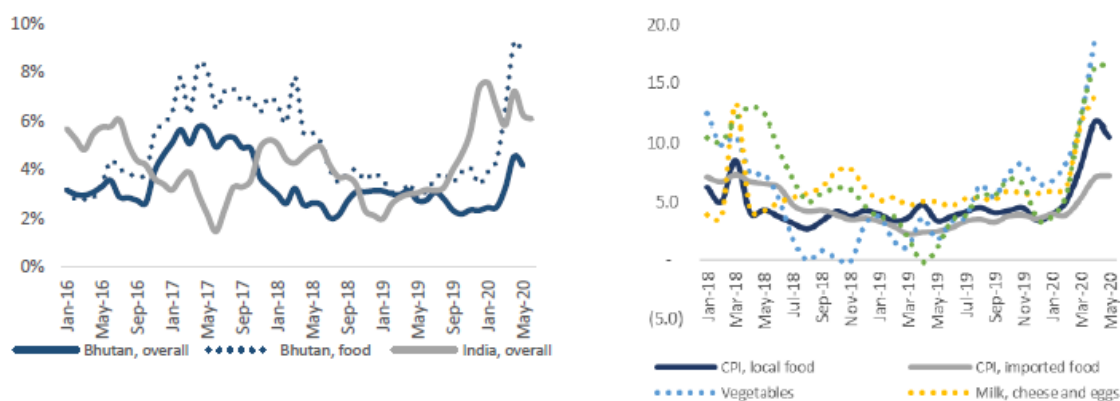 10%
8%
6%
4%
2%
0%
Jan-16
May-16
Sep-16
Jan-17
May-17
Sep-17
Jan-18
May-18
Sep-18
Jan-19
May-19
Sep-19
Jan-20
May-20
Bhutan, overall
Bhutan, food
India, overall
20.0
15.0
10.0
5.0
-
(5.0)
Jan-18
Mar-18
May-18
Jul-18
Sep-18
Nov-18
Jan-19
Mar-19
May-19
Jul-19
Sep-19
Nov-19
Jan-20
Mar-20
May-20
CPI, local food
CPI, imported food
Vegetables
Milk, cheese and eggs